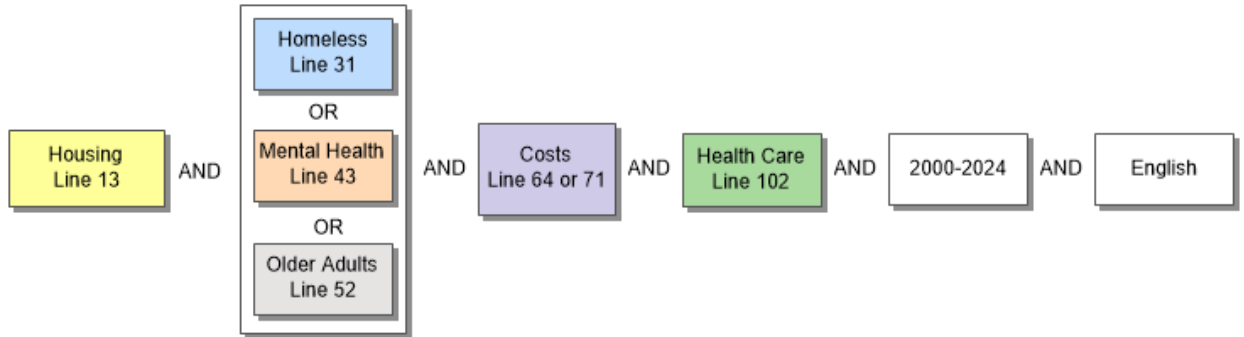 Housing
Line 13
AND
Homeless
Line 31
OR
Mental Health
Line 43
OR
Older Adults
Line 52
AND
Costs
Line 64 or 71
AND
Health Care
Line 102
AND
2000-2024
AND
English